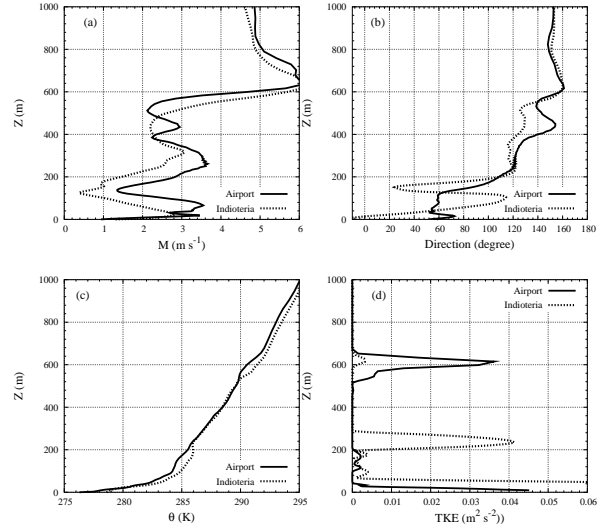 (a)
Z (m)
1000
800
600
400
200
0
0 1 2 3 4 5 6
M (m s-1)
Airport
Indioteria
(b)
Z (m)
1000
800
600
400
200
0
0 20 40 60 80 100 120 140 160 180
Direction (degree)
Airport
Indioteria
(c)
Z (m)
1000
800
600
400
200
0
275 280 285 290 295
θ (K)
Airport
Indioteria
(d)
Z (m)
1000
800
600
400
200
0
0 0.01 0.02 0.03 0.04 0.05 0.06
TKE (m2 s-2))
Airport
Indioteria